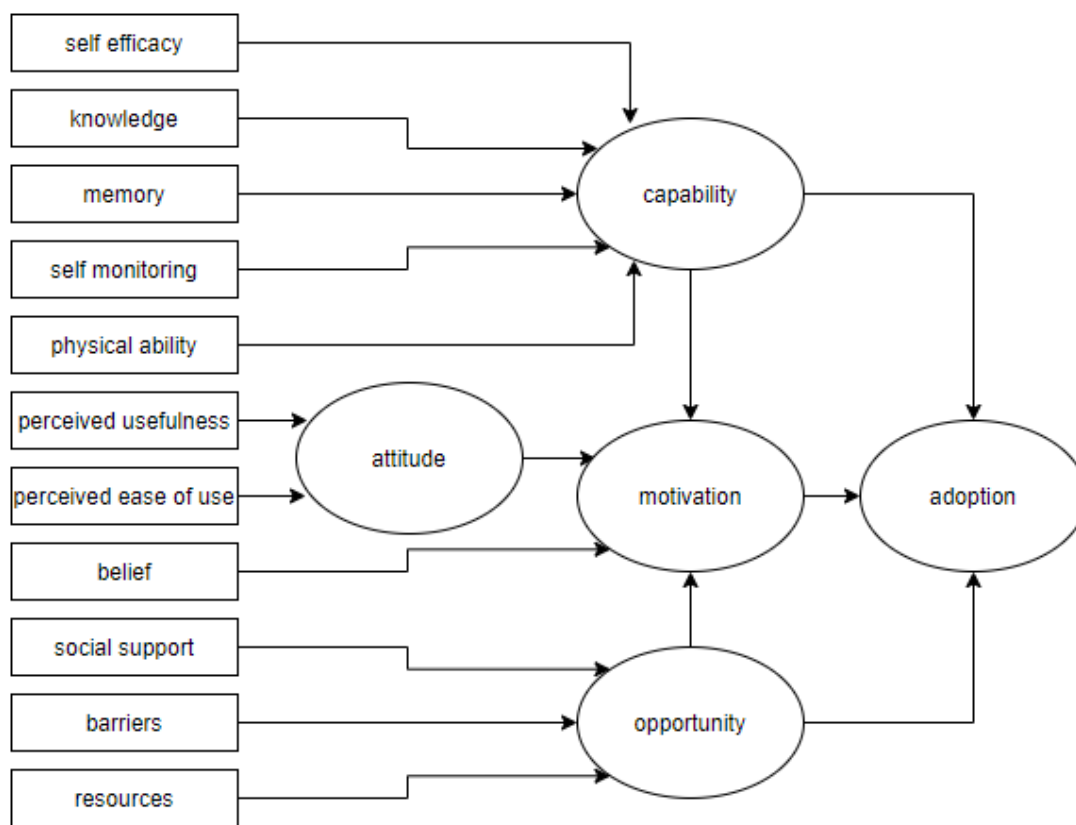 self efficacy
knowledge
memory
self monitoring
physical ability
perceived usefulness
perceived ease of use
belief
social support
barriers
resources
attitude
capability
motivation
opportunity
adoption